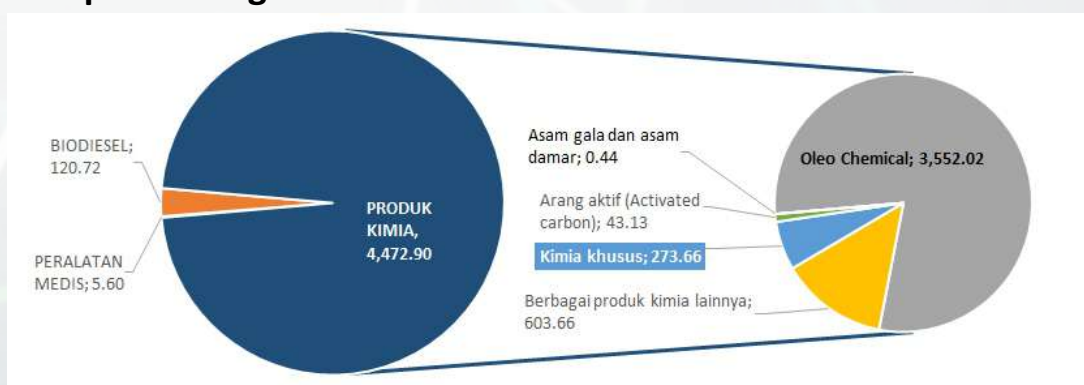 BIODIESEL;
120.72
PERALATAN
MEDIS; 5.60
PRODUK
KIMIA,
4,472.90
Asam gala dan asam
damar; 0.44
Arang aktif (Activated
carbon); 43.13
Kimia khusus; 273.66
Berbagai produk kimia lainnya;
603.66
Oleo Chemical; 3,552.02